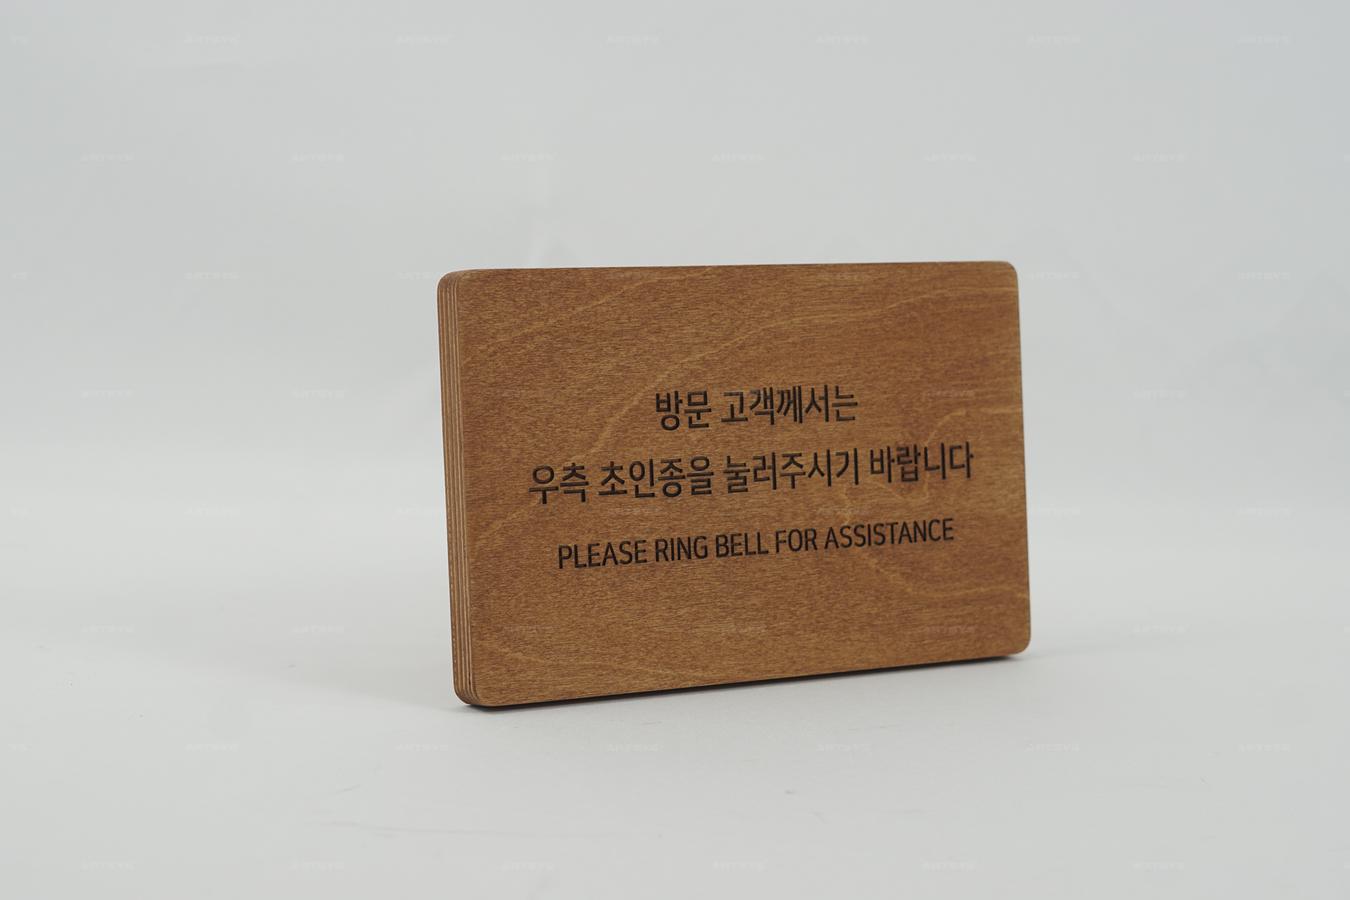 방문 고객께서는
우측 초인종을 눌러주시기 바랍니다
PLEASE RING BELL FOR ASSISTANCE